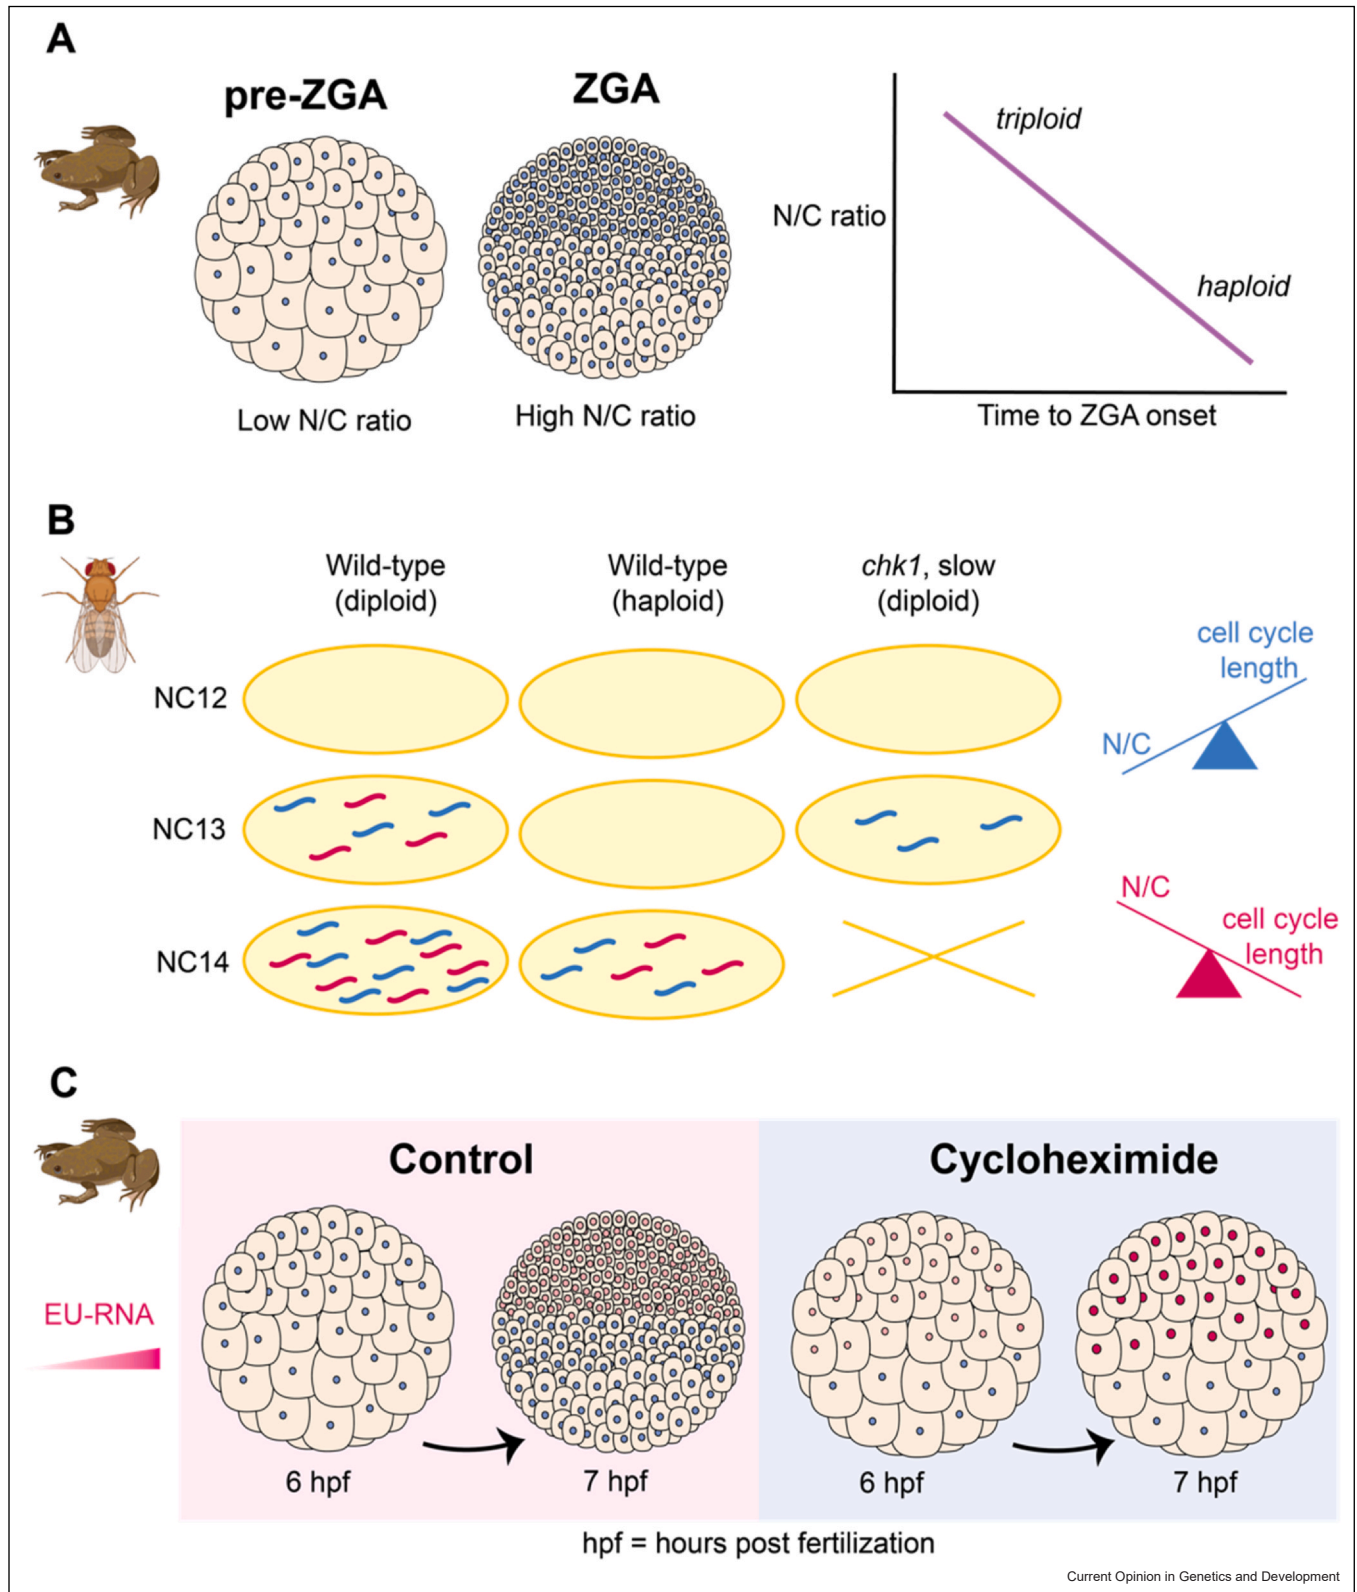 A
pre-ZGA
ZGA
Low N/C ratio
High N/C ratio
N/C ratio
triploid
haploid
Time to ZGA onset
B
Wild-type
(diploid)
Wild-type
(haploid)
chk1, slow
(diploid)
NC12
NC13
NC14
cell cycle
length
N/C
N/C
cell cycle
length
C
Control
Cycloheximide
EU-RNA
6 hpf
7 hpf
6 hpf
7 hpf
hpf = hours post fertilization
Current Opinion in Genetics and Development